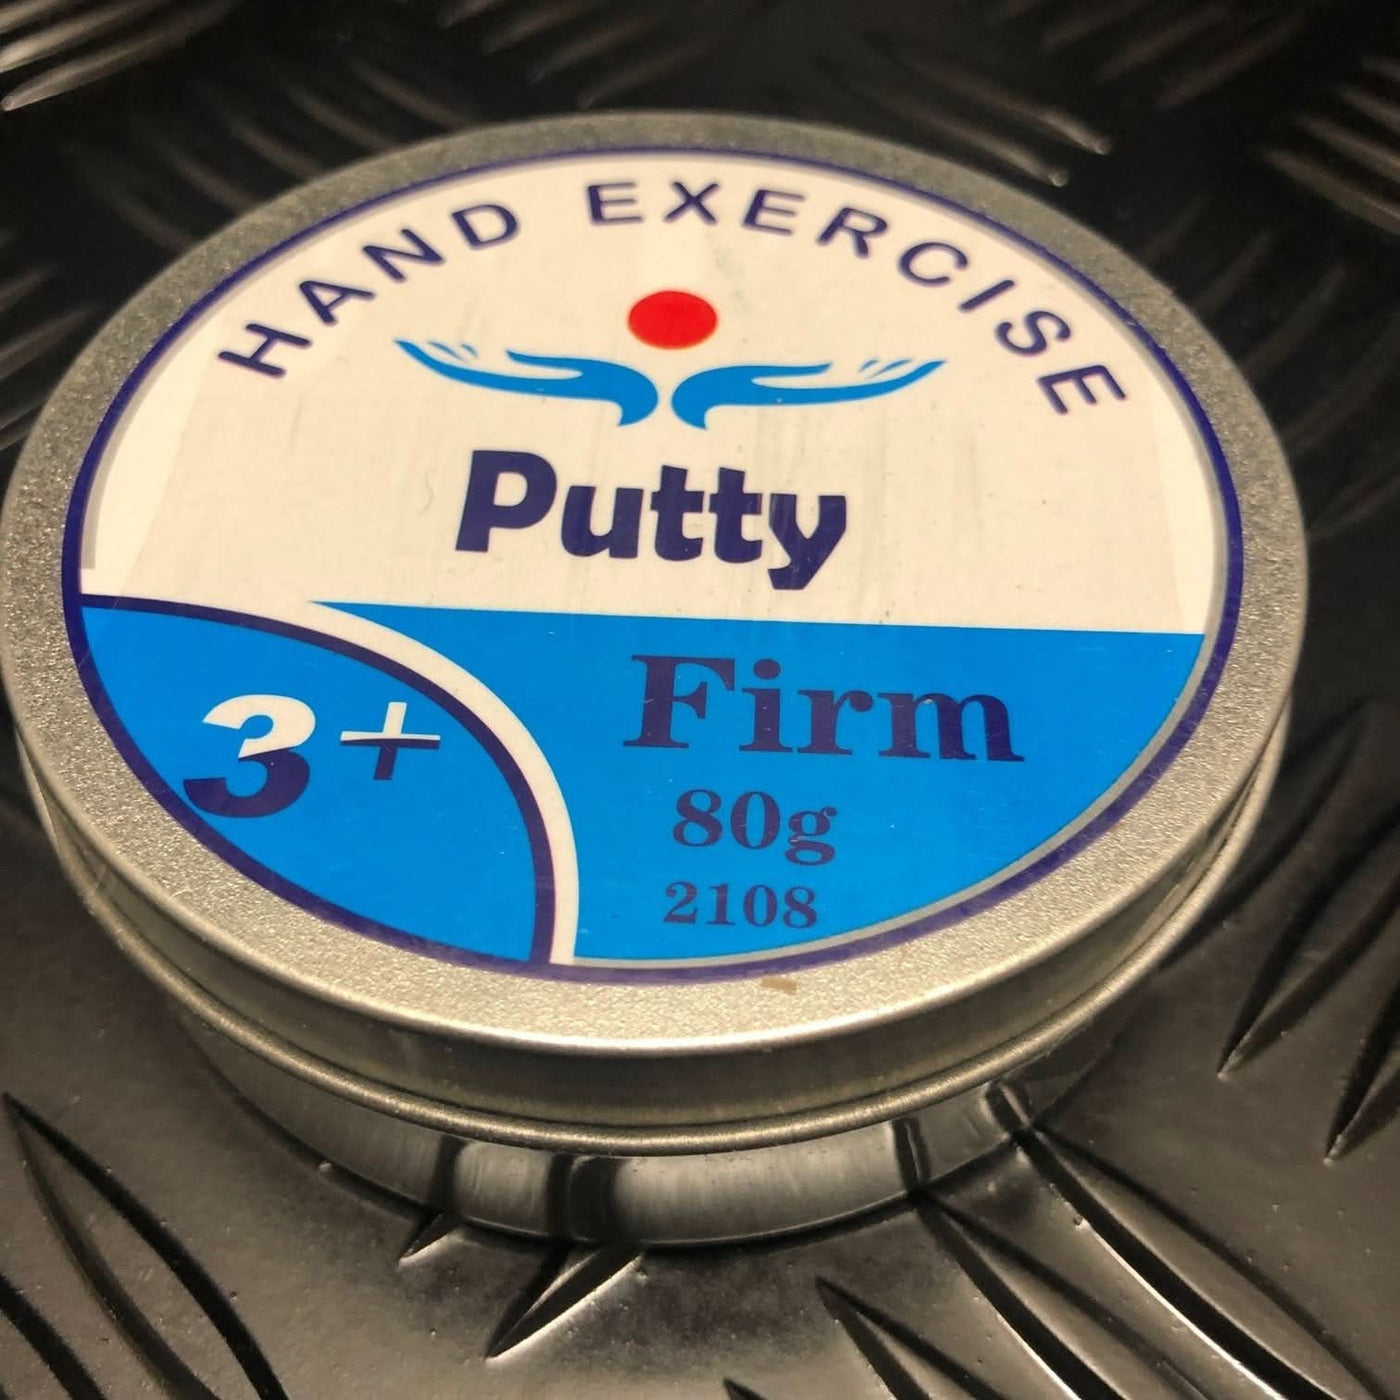 HAND EXERCISE
Putty
3+
Firm
80g
2108